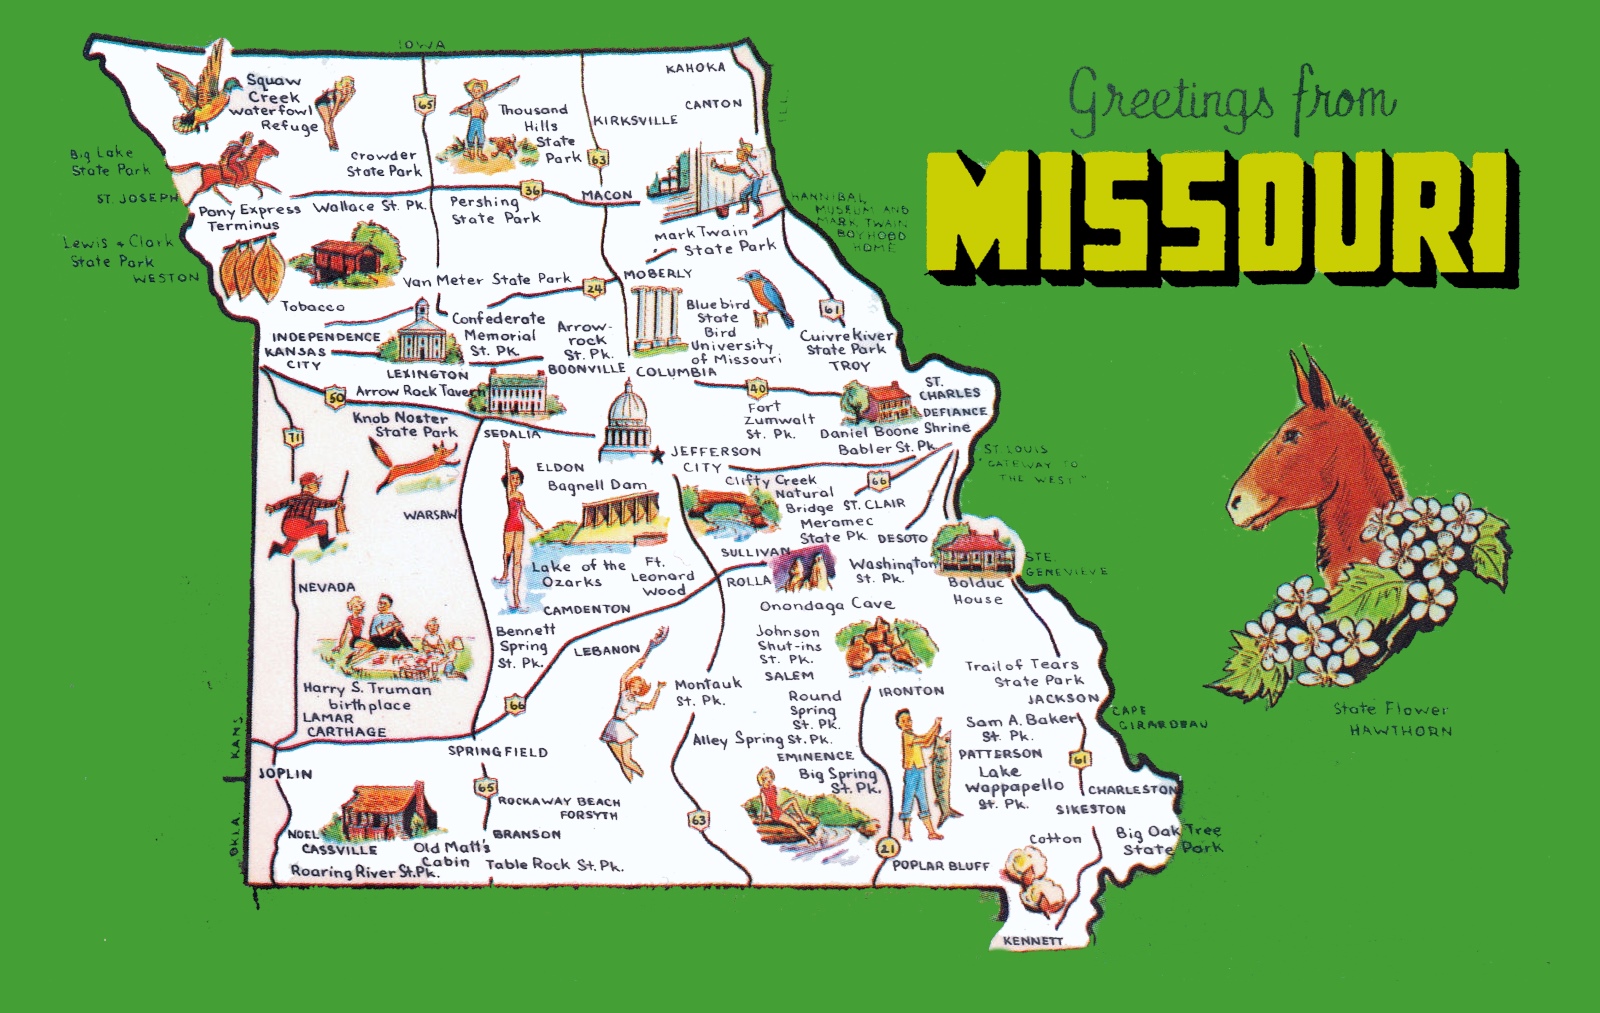 Greetings from
MISSOURI
IOWA
ILL.
Squaw
Creek
waterfowl
Refuge
65
Thousand
Hills
State
Park
KAHOKA
CANTON
KIRKSVILLE
63
Big Lake
State Park
ST. JOSEPH
Crowder
State Park
36
MACON
Pony Express
Terminus
Wallace St. Pk.
Pershing
State Park
HANNIBAL
MUSEUM AND
MARK TWAIN
BOYHOOD
HOME
Mark Twain
State Park
Lewis & Clark
State Park
WESTON
Tobacco
Van Meter State Park
24
MOBERLY
61
INDEPENDENCE
KANSAS
CITY
Confederate
Memorial
St. Pk.
Arrow-
rock
St. Pk.
BOONVILLE
Bluebird
State
Bird
University
of Missouri
COLUMBIA
Cuivre River
State Park
TROY
LEXINGTON
Arrow Rock Tavern
50
40
ST.
CHARLES
DEFIANCE
Daniel Boone Shrine
Babler St. Pk.
Fort
Zumwalt
St. Pk.
Knob Noster
State Park
SEDALIA
71
JEFFERSON
CITY
ST LOUIS
"GATEWAY TO
THE WEST"
ELDON
Bagnell Dam
Clifty Creek
Natural
Bridge
66
ST. CLAIR
Meramec
State Pk.
DESOTO
WARSAW
SULLIVAN
Lake of the
Ozarks
Ft.
Leonard
Wood
ROLLA
Washington
St. Pk.
Bolduc
House
STE.
GENEVIEVE
NEVADA
CAMDENTON
Onondaga Cave
Bennett
Spring
St. Pk.
LEBANON
Johnson
Shut-ins
St. Pk.
SALEM
Trail of Tears
State Park
JACKSON
Harry S. Truman
birthplace
LAMAR
CARTHAGE
66
Montauk
St. Pk.
Round
Spring
St. Pk.
IRONTON
Sam A. Baker
St. Pk.
CAPE
GIRARDEAU
State Flower
HAWTHORN
KANS
SPRINGFIELD
Alley Spring St. Pk.
EMINENCE
Big Spring
St. Pk.
PATTERSON
Lake
Wappapello
St. Pk.
61
JOPLIN
65
ROCKAWAY BEACH
FORSYTH
63
CHARLESTON
SIKESTON
OKLA.
NOEL
CASSVILLE
Roaring River St. Pk.
Old Matt's
Cabin
BRANSON
Table Rock St. Pk.
21
POPLAR BLUFF
Cotton
Big Oak Tree
State Park
KENNETT